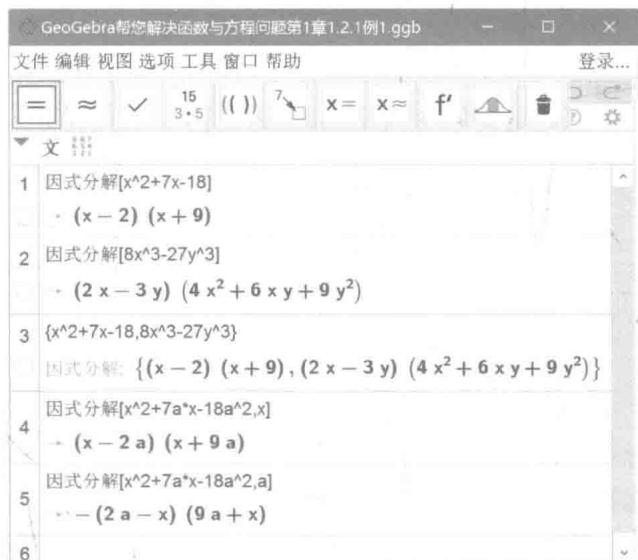 GeoGebra帮您解决函数与方程问题第1章1.2.1例1.ggb
文件 编辑 视图 选项 工具 窗口 帮助 登录...
= ≈ ✓ 15 3·5 (( )) 7 x= x≈ f′
文
1 因式分解[x^2+7x-18]
→ (x − 2) (x + 9)
2 因式分解[8x^3-27y^3]
→ (2 x − 3 y) (4 x² + 6 x y + 9 y²)
3 {x^2+7x-18,8x^3-27y^3}
因式分解: {(x − 2) (x + 9) , (2 x − 3 y) (4 x² + 6 x y + 9 y²)}
4 因式分解[x^2+7a*x-18a^2,x]
→ (x − 2 a) (x + 9 a)
5 因式分解[x^2+7a*x-18a^2,a]
→ − (2 a − x) (9 a + x)
6